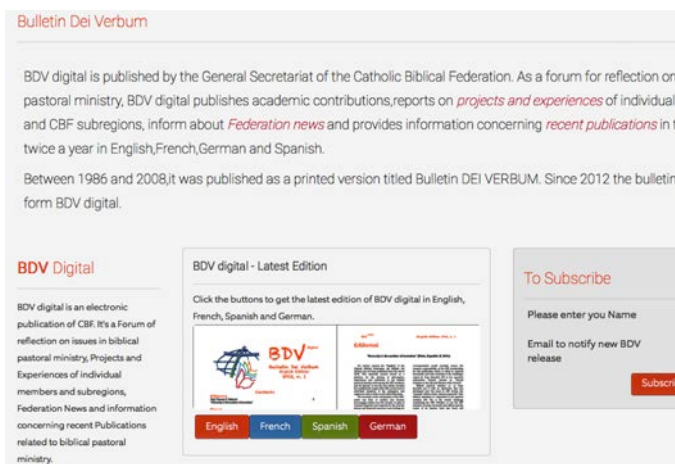 Bulletin Dei Verbum
BDV digital is published by the General Secretariat of the Catholic Biblical Federation. As a forum for reflection on
pastoral ministry, BDV digital publishes academic contributions,reports on projects and experiences of individual
and CBF subregions, inform about Federation news and provides information concerning recent publications in
twice a year in English,French,German and Spanish.
Between 1986 and 2008,it was published as a printed version titled Bulletin DEI VERBUM. Since 2012 the bulletin
form BDV digital.
BDV Digital
BDV digital is an electronic
publication of CBF. It's a Forum of
reflection on issues in biblical
pastoral ministry, Projects and
Experiences of individual
members and subregions,
Federation News and information
concerning recent Publications
related to biblical pastoral
ministry.
BDV digital - Latest Edition
Click the buttons to get the latest edition of BDV digital in English,
French, Spanish and German.
BDV Digital
Bulletin Dei Verbum
English Edition
Editorial
English
French
Spanish
German
To Subscribe
Please enter you Name
Email to notify new BDV
release
Subscri